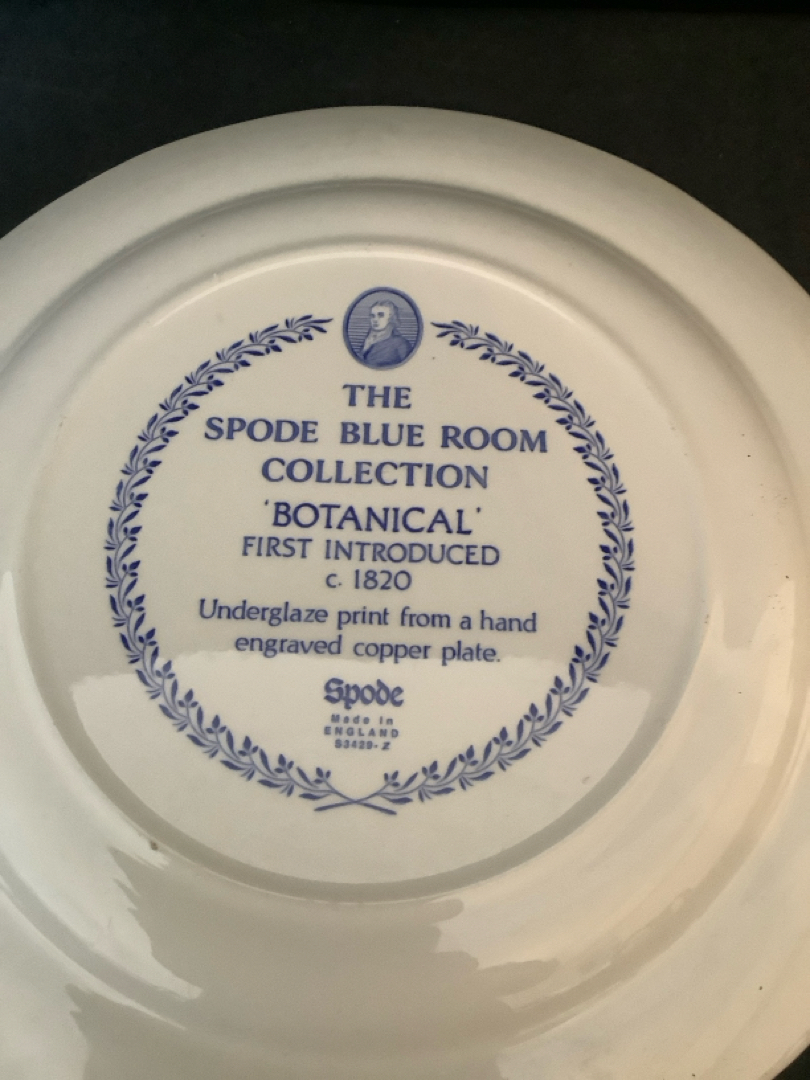 THE
SPODE BLUE ROOM
COLLECTION
'BOTANICAL'
FIRST INTRODUCED
c. 1820
Underglaze print from a hand
engraved copper plate.
Spode
Made in
ENGLAND
S3429-Z